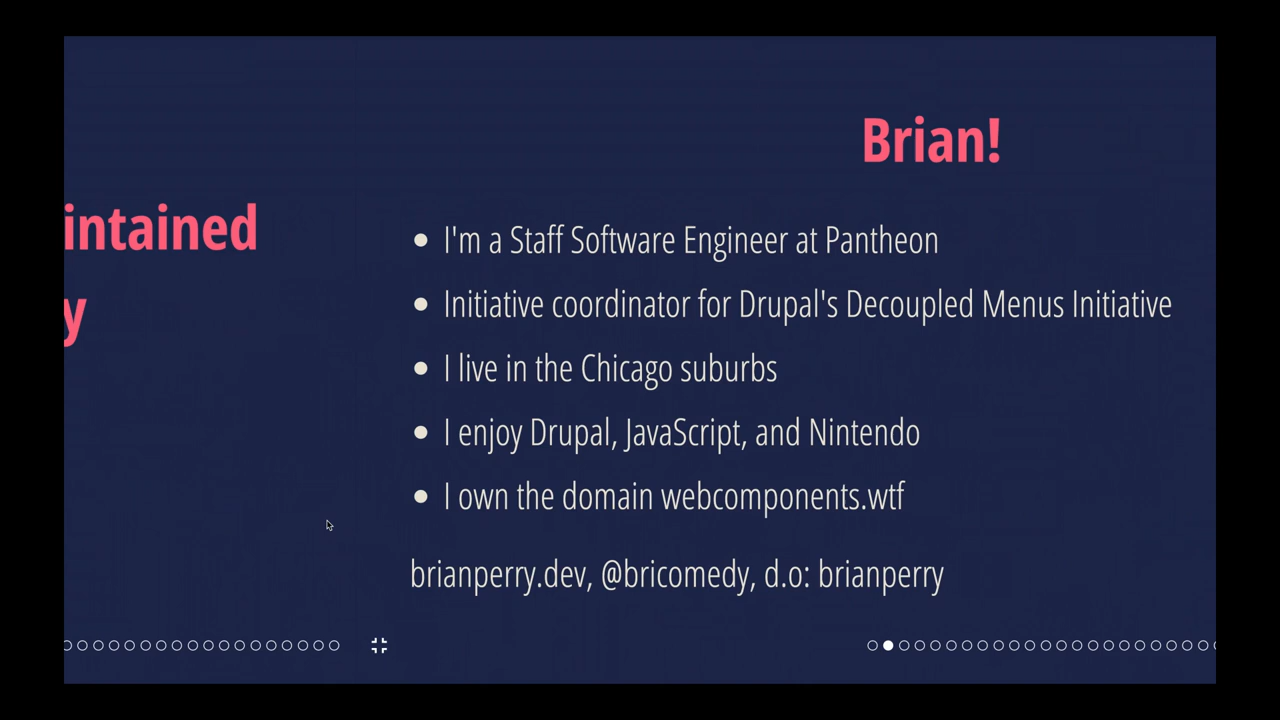 intained
y
Brian!
I'm a Staff Software Engineer at Pantheon
Initiative coordinator for Drupal's Decoupled Menus Initiative
I live in the Chicago suburbs
I enjoy Drupal, JavaScript, and Nintendo
I own the domain webcomponents.wtf
brianperry.dev, @bricomedy, d.o: brianperry